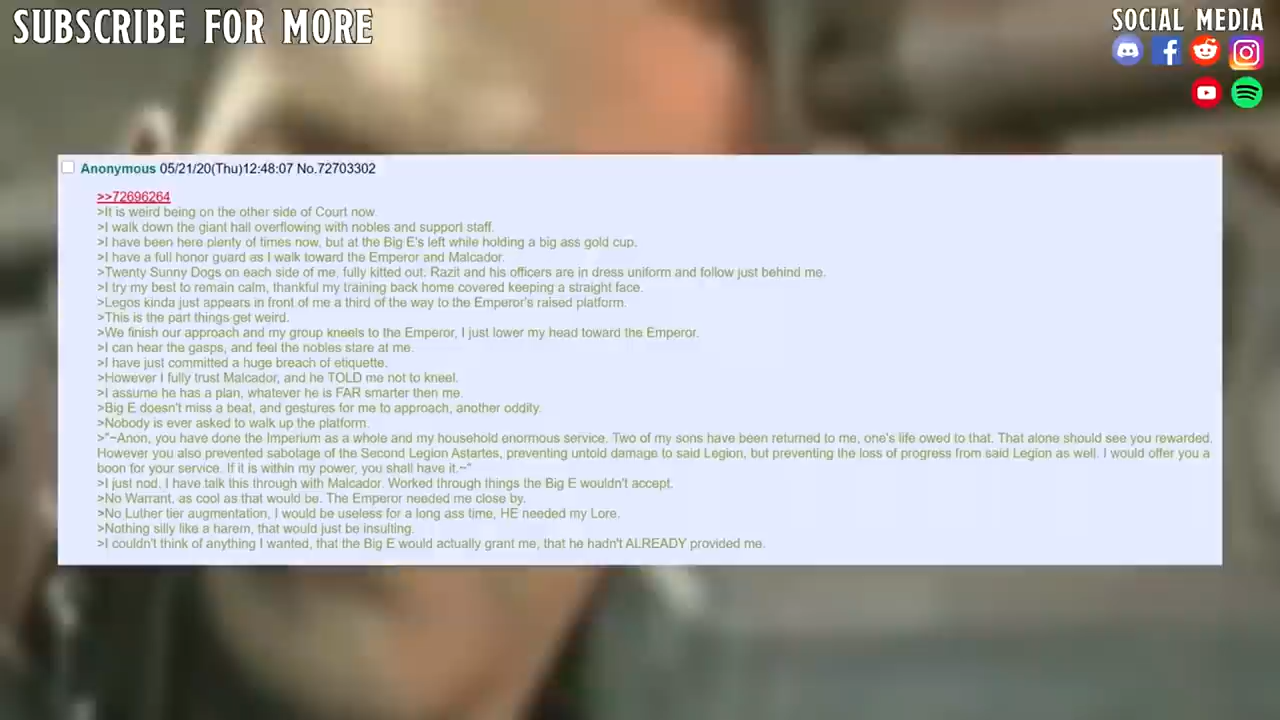 SUBSCRIBE FOR MORE
SOCIAL MEDIA
Anonymous 05/21/20(Thu)12:48:07 No.72703302
>>72696264
>It is weird being on the other side of Court now.
>I walk down the giant hall overflowing with nobles and support staff.
>I have been here plenty of times now, but at the Big E's left while holding a big ass gold cup.
>I have a full honor guard as I walk toward the Emperor and Malcador.
>Twenty Sunny Dogs on each side of me, fully kitted out. Razit and his officers are in dress uniform and follow just behind me.
>I try my best to remain calm, thankful my training back home covered keeping a straight face.
>Legos kinda just appears in front of me a third of the way to the Emperor's raised platform.
>This is the part things get weird.
>We finish our approach and my group kneels to the Emperor, I just lower my head toward the Emperor.
>I can hear the gasps, and feel the nobles stare at me.
>I have just committed a huge breach of etiquette.
>However I fully trust Malcador, and he TOLD me not to kneel.
>I assume he has a plan, whatever he is FAR smarter then me.
>Big E doesn't miss a beat, and gestures for me to approach, another oddity.
>Nobody is ever asked to walk up the platform.
>"~Anon, you have done the Imperium as a whole and my household enormous service. Two of my sons have been returned to me, one's life owed to that. That alone should see you rewarded.
However you also prevented sabotage of the Second Legion Astartes, preventing untold damage to said Legion, but preventing the loss of progress from said Legion as well. I would offer you a
boon for your service. If it is within my power, you shall have it.~"
>I just nod. I have talk this through with Malcador. Worked through things the Big E wouldn't accept.
>No Warrant, as cool as that would be. The Emperor needed me close by.
>No Luther tier augmentation, I would be useless for a long ass time, HE needed my Lore.
>Nothing silly like a harem, that would just be insulting.
>I couldn't think of anything I wanted, that the Big E would actually grant me, that he hadn't ALREADY provided me.